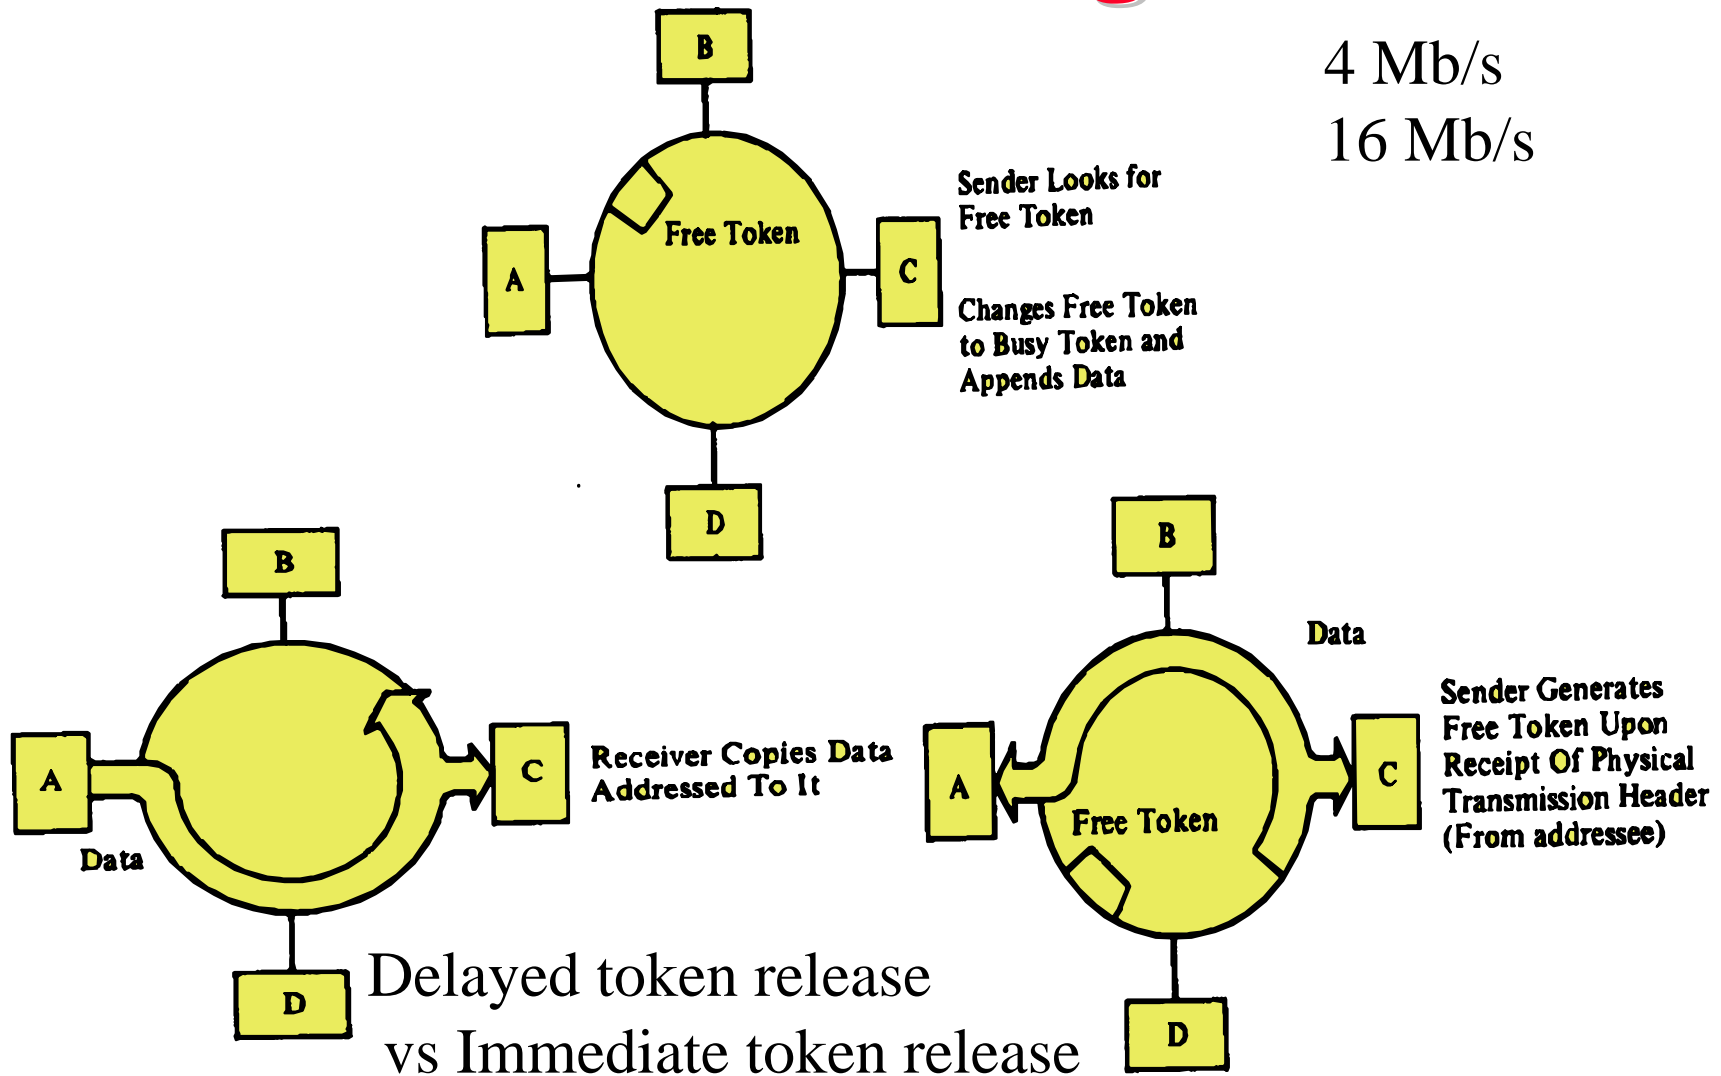 4 Mb/s
16 Mb/s
B
Sender Looks for
Free Token
Free Token
A
C
Changes Free Token
to Busy Token and
Appends Data
D
B
A
C
Receiver Copies Data
Addressed To It
Data
D
B
Data
A
C
Sender Generates
Free Token Upon
Receipt Of Physical
Transmission Header
(From addressee)
Free Token
D
Delayed token release
vs Immediate token release